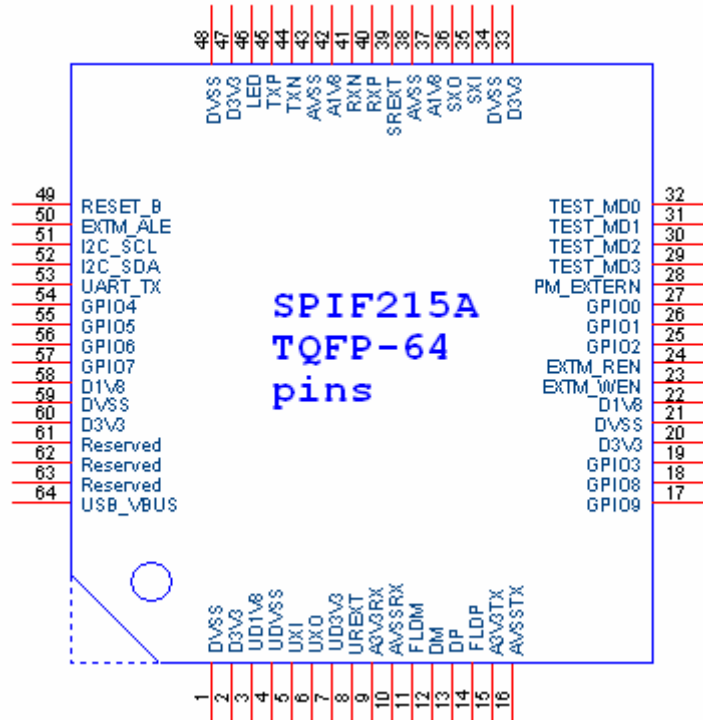 48
47
46
45
44
43
42
41
40
39
38
37
36
35
34
33
DVSS
D3V3
LED
TXP
TXN
AVSS
A1V8
RXN
RXP
SREXT
AVSS
A1V8
SXO
SXI
DVSS
D3V3
49
RESET_B
50
EXTM_ALE
51
I2C_SCL
52
I2C_SDA
53
UART_TX
54
GPIO4
55
GPIO5
56
GPIO6
57
GPIO7
58
D1V8
59
DVSS
60
D3V3
61
Reserved
62
Reserved
63
Reserved
64
USB_VBUS
SPIF215A
TQFP-64
pins
TEST_MD0
32
TEST_MD1
31
TEST_MD2
30
TEST_MD3
29
PM_EXTERN
28
GPIO0
27
GPIO1
26
GPIO2
25
EXTM_REN
24
EXTM_WEN
23
D1V8
22
DVSS
21
D3V3
20
GPIO3
19
GPIO8
18
GPIO9
17
DVSS
D3V3
UD1V8
UDVSS
UXI
UXO
UD3V3
UREXT
A3V3RX
AVSSRX
FLDM
DM
DP
FLDP
A3V3TX
AVSSTX
1
2
3
4
5
6
7
8
9
10
11
12
13
14
15
16